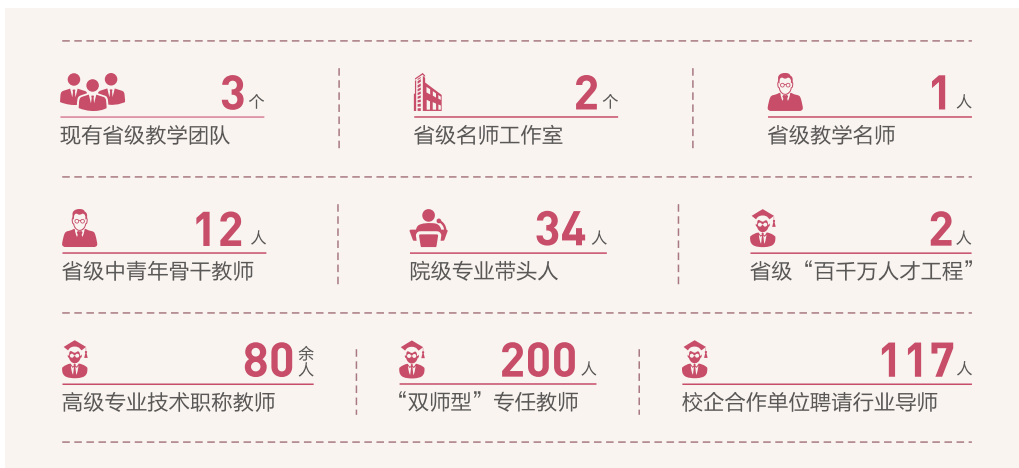 3个
现有省级教学团队
2个
省级名师工作室
1人
省级教学名师
12人
省级中青年骨干教师
34人
院级专业带头人
2人
省级“百千万人才工程”
80余人
高级专业技术职称教师
200人
“双师型”专任教师
117人
校企合作单位聘请行业导师